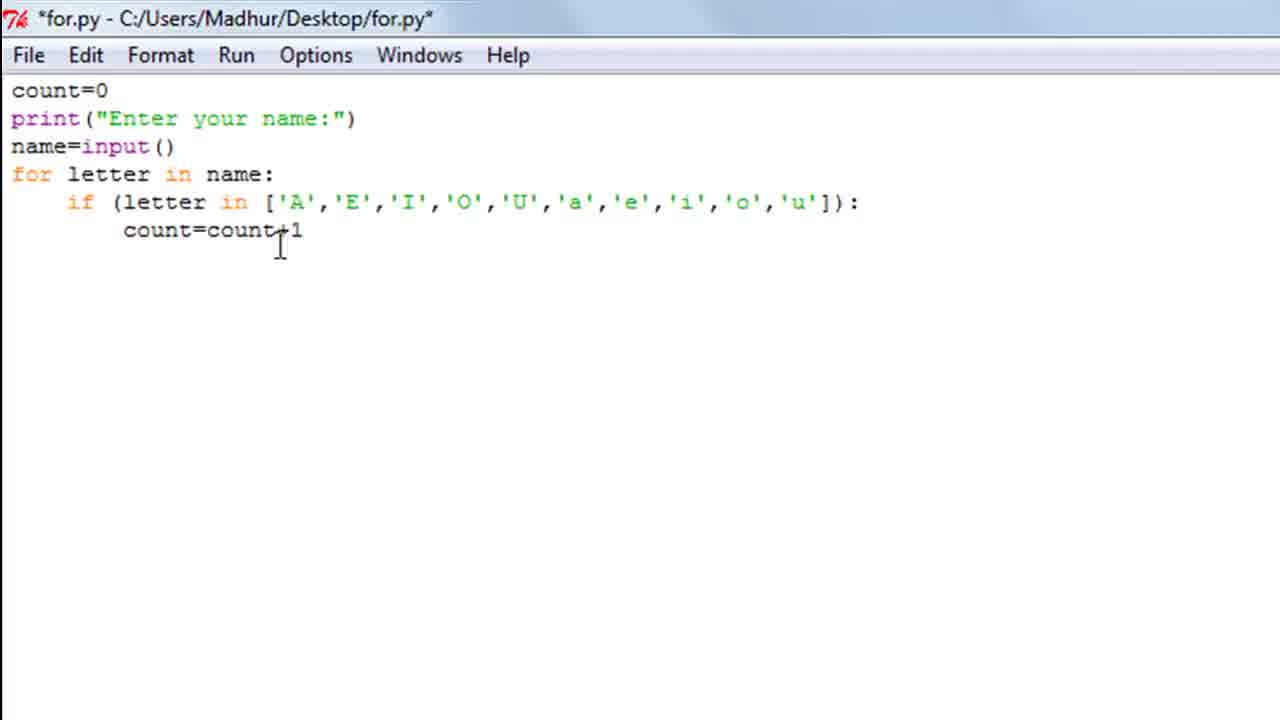 *for.py - C:/Users/Madhur/Desktop/for.py*
File Edit Format Run Options Windows Help
count=0
print("Enter your name:")
name=input()
for letter in name:
    if (letter in ['A','E','I','O','U','a','e','i','o','u']):
        count=count+1